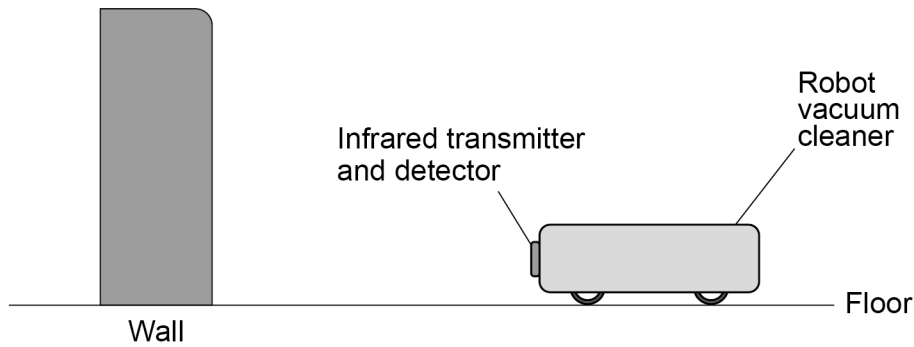 Robot
vacuum
cleaner
Infrared transmitter
and detector
Floor
Wall